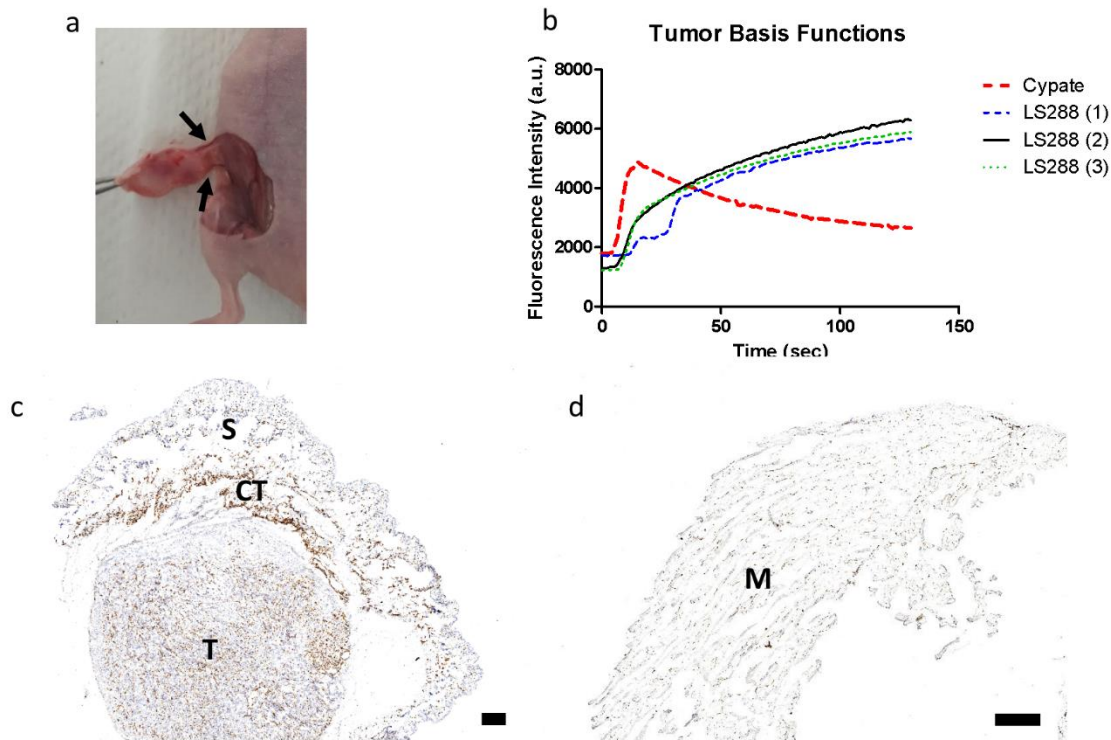 a
b
Tumor Basis Functions
Fluorescence Intensity (a.u.)
8000
6000
4000
2000
0
0
50
100
150
Time (sec)
Cypate
LS288 (1)
LS288 (2)
LS288 (3)
c
S
CT
T
d
M